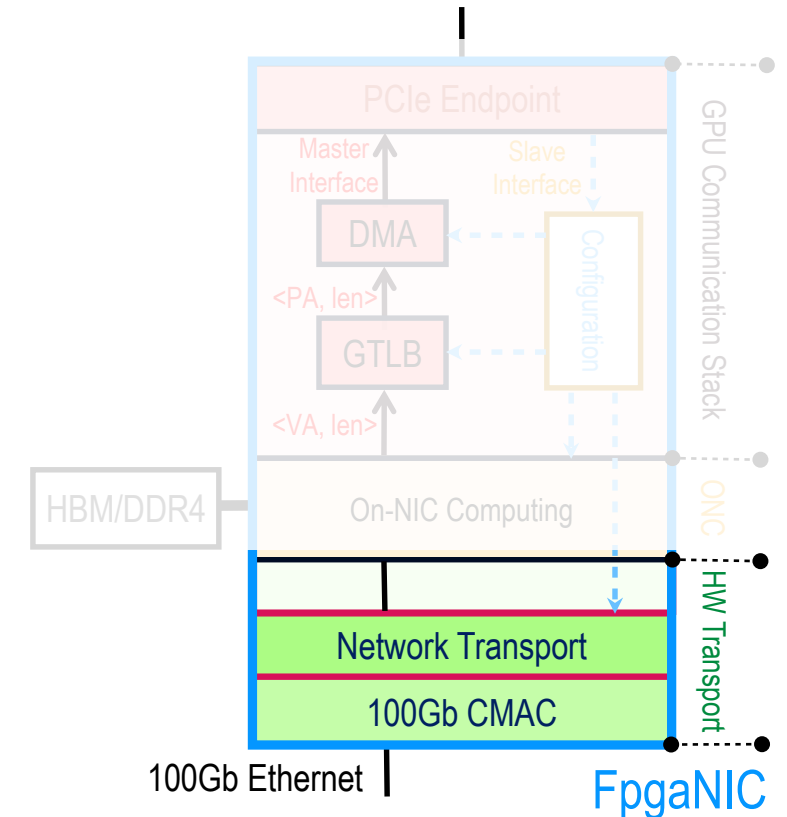 PCIe Endpoint
Master
Interface
Slave
Interface
DMA
Configuration
<PA, len>
GTLB
<VA, len>
GPU Communication Stack
HBM/DDR4
On-NIC Computing
ONC
HW Transport
Network Transport
100Gb CMAC
100Gb Ethernet
FpgaNIC